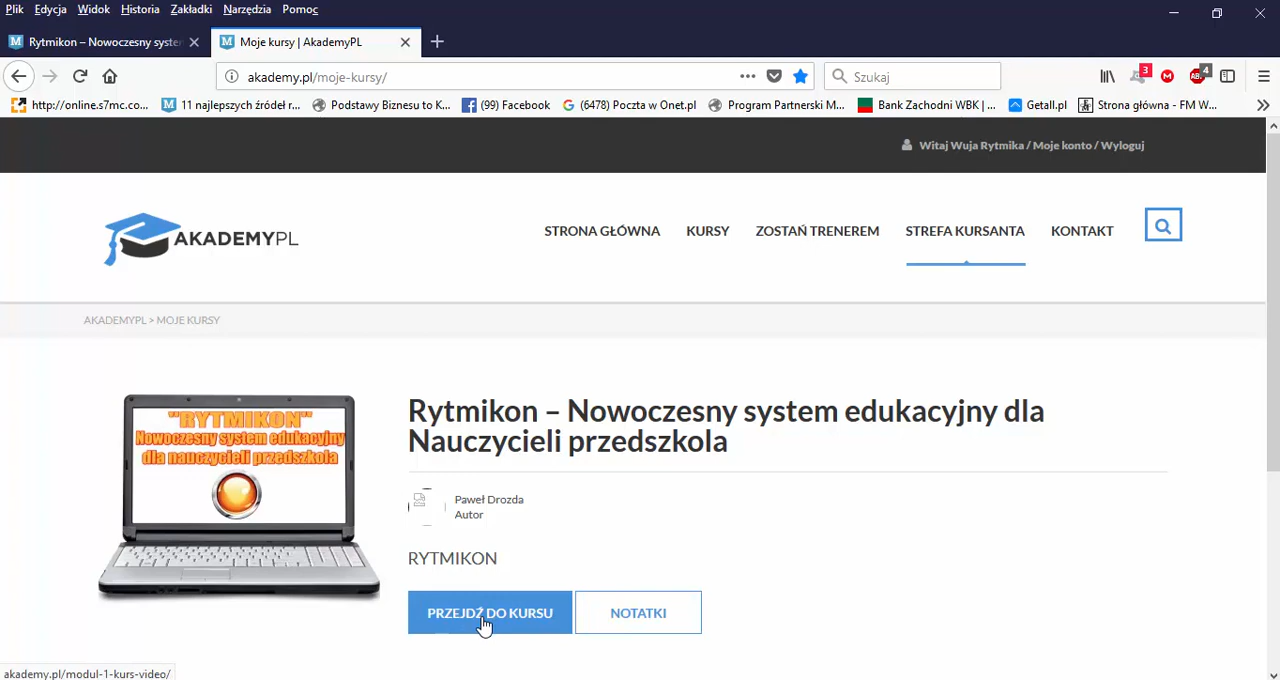 Plik Edycja Widok Historia Zakładki Narzędzia Pomoc
Rytmikon – Nowoczesny syster
Moje kursy | AkademyPL
akademy.pl/moje-kursy/
Szukaj
3
4
http://online.s7mc.co...
11 najlepszych źródeł r...
Podstawy Biznesu to K...
(99) Facebook
(6478) Poczta w Onet.pl
Program Partnerski M...
Bank Zachodni WBK | ...
Getall.pl
Strona główna - FM W...
Witaj Wuja Rytmika / Moje konto / Wyloguj
AKADEMYPL
STRONA GŁÓWNA KURSY ZOSTAŃ TRENEREM STREFA KURSANTA KONTAKT
AKADEMYPL > MOJE KURSY
"RYTMIKON"
Nowoczesny system edukacyjny
dla nauczycieli przedszkola
Rytmikon – Nowoczesny system edukacyjny dla
Nauczycieli przedszkola
Paweł Drozda
Autor
RYTMIKON
PRZEJDŹ DO KURSU
NOTATKI
akademy.pl/modul-1-kurs-video/